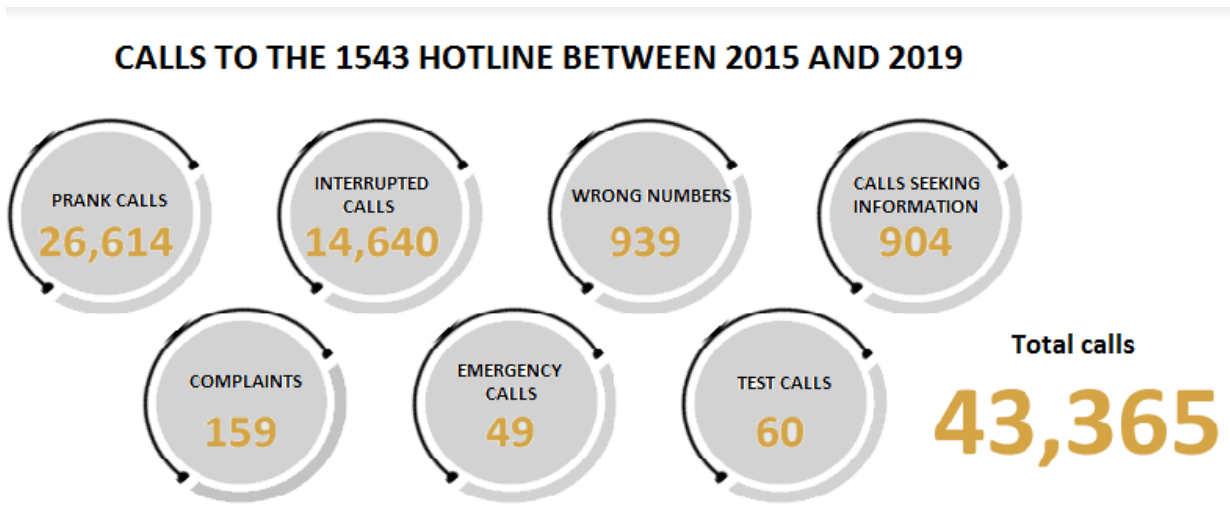 CALLS TO THE 1543 HOTLINE BETWEEN 2015 AND 2019
PRANK CALLS
26,614
INTERRUPTED
CALLS
14,640
WRONG NUMBERS
939
CALLS SEEKING
INFORMATION
904
COMPLAINTS
159
EMERGENCY
CALLS
49
TEST CALLS
60
Total calls
43,365